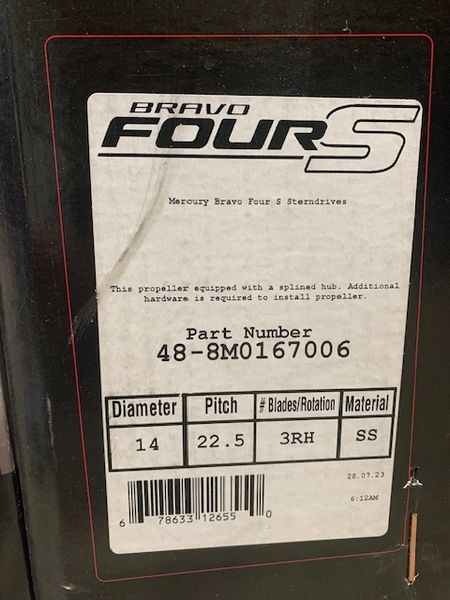 BRAVO
FOUR S
Mercury Bravo Four S Sterndrives
This propeller equipped with a splined hub. Additional
hardware is required to install propeller.
Part Number
48-8M0167006
Diameter Pitch # Blades/Rotation Material
14 22.5 3RH SS
28.07.23
6:12AM
6 78633 12655 0